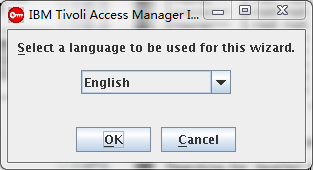 IBM Tivoli Access Manager I...
Select a language to be used for this wizard.
English
OK
Cancel